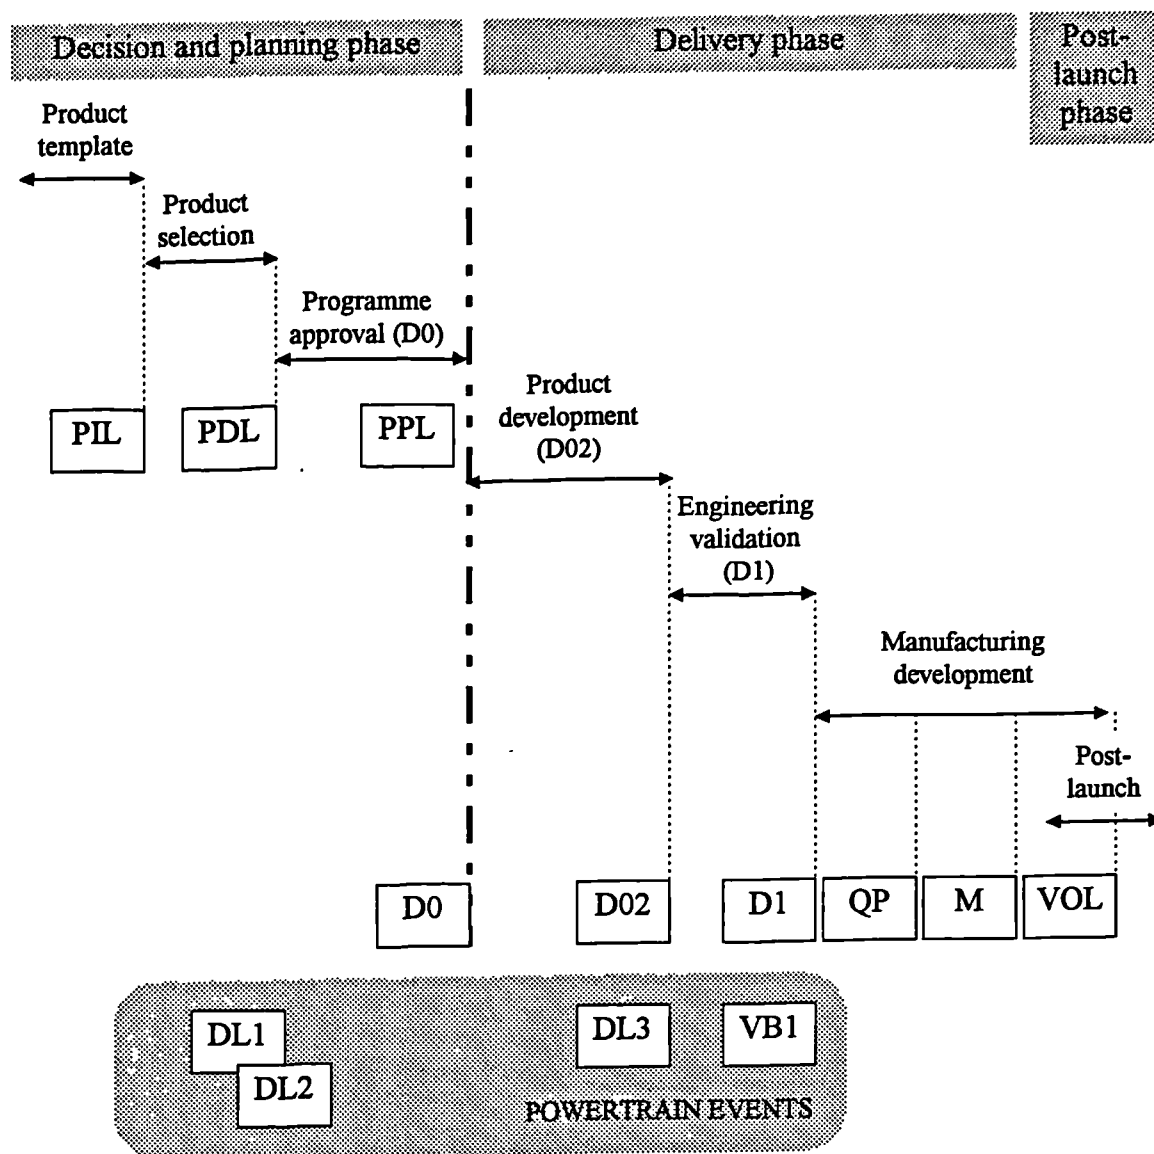 Decision and planning phase
Delivery phase
Post-
launch
phase
Product
template
Product
selection
Programme
approval (D0)
PIL
PDL
PPL
Product
development
(D02)
Engineering
validation
(D1)
Manufacturing
development
Post-
launch
D0
D02
D1
QP
M
VOL
DL1
DL2
DL3
VB1
POWERTRAIN EVENTS